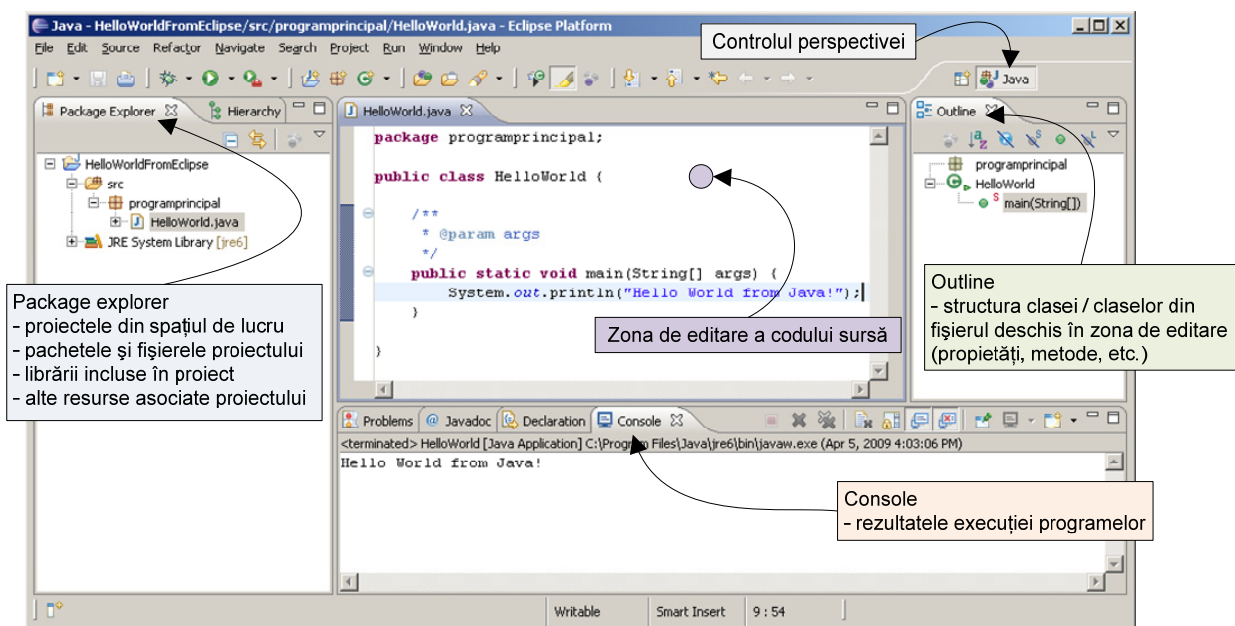 Java - HelloWorldFromEclipse/src/programprincipal/HelloWorld.java - Eclipse Platform
File Edit Source Refactor Navigate Search Project Run Window Help
Controlul perspectivei
Java
Package Explorer
Hierarchy
HelloWorldFromEclipse
src
programprincipal
HelloWorld.java
JRE System Library [jre6]
HelloWorld.java
package programprincipal;
public class HelloWorld {
/**
* @param args
*/
public static void main(String[] args) {
System.out.println("Hello World from Java!");
}
}
Outline
programprincipal
HelloWorld
main(String[])
Package explorer
- proiectele din spațiul de lucru
- pachetele și fișierele proiectului
- librării incluse în proiect
- alte resurse asociate proiectului
Zona de editare a codului sursă
Outline
- structura clasei / claselor din
fișierul deschis în zona de editare
(propietăți, metode, etc.)
Problems @ Javadoc Declaration Console
<terminated> HelloWorld [Java Application] C:\Program Files\Java\jre6\bin\javaw.exe (Apr 5, 2009 4:03:06 PM)
Hello World from Java!
Console
- rezultatele execuției programelor
Writable Smart Insert 9 : 54